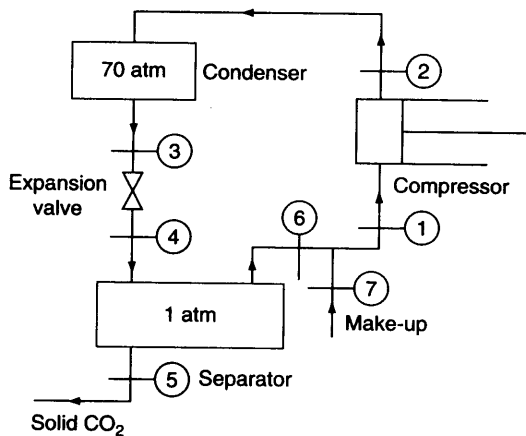 70 atm
Condenser
2
3
Expansion
valve
Compressor
6
1
4
1 atm
7
Make-up
5
Separator
Solid CO₂